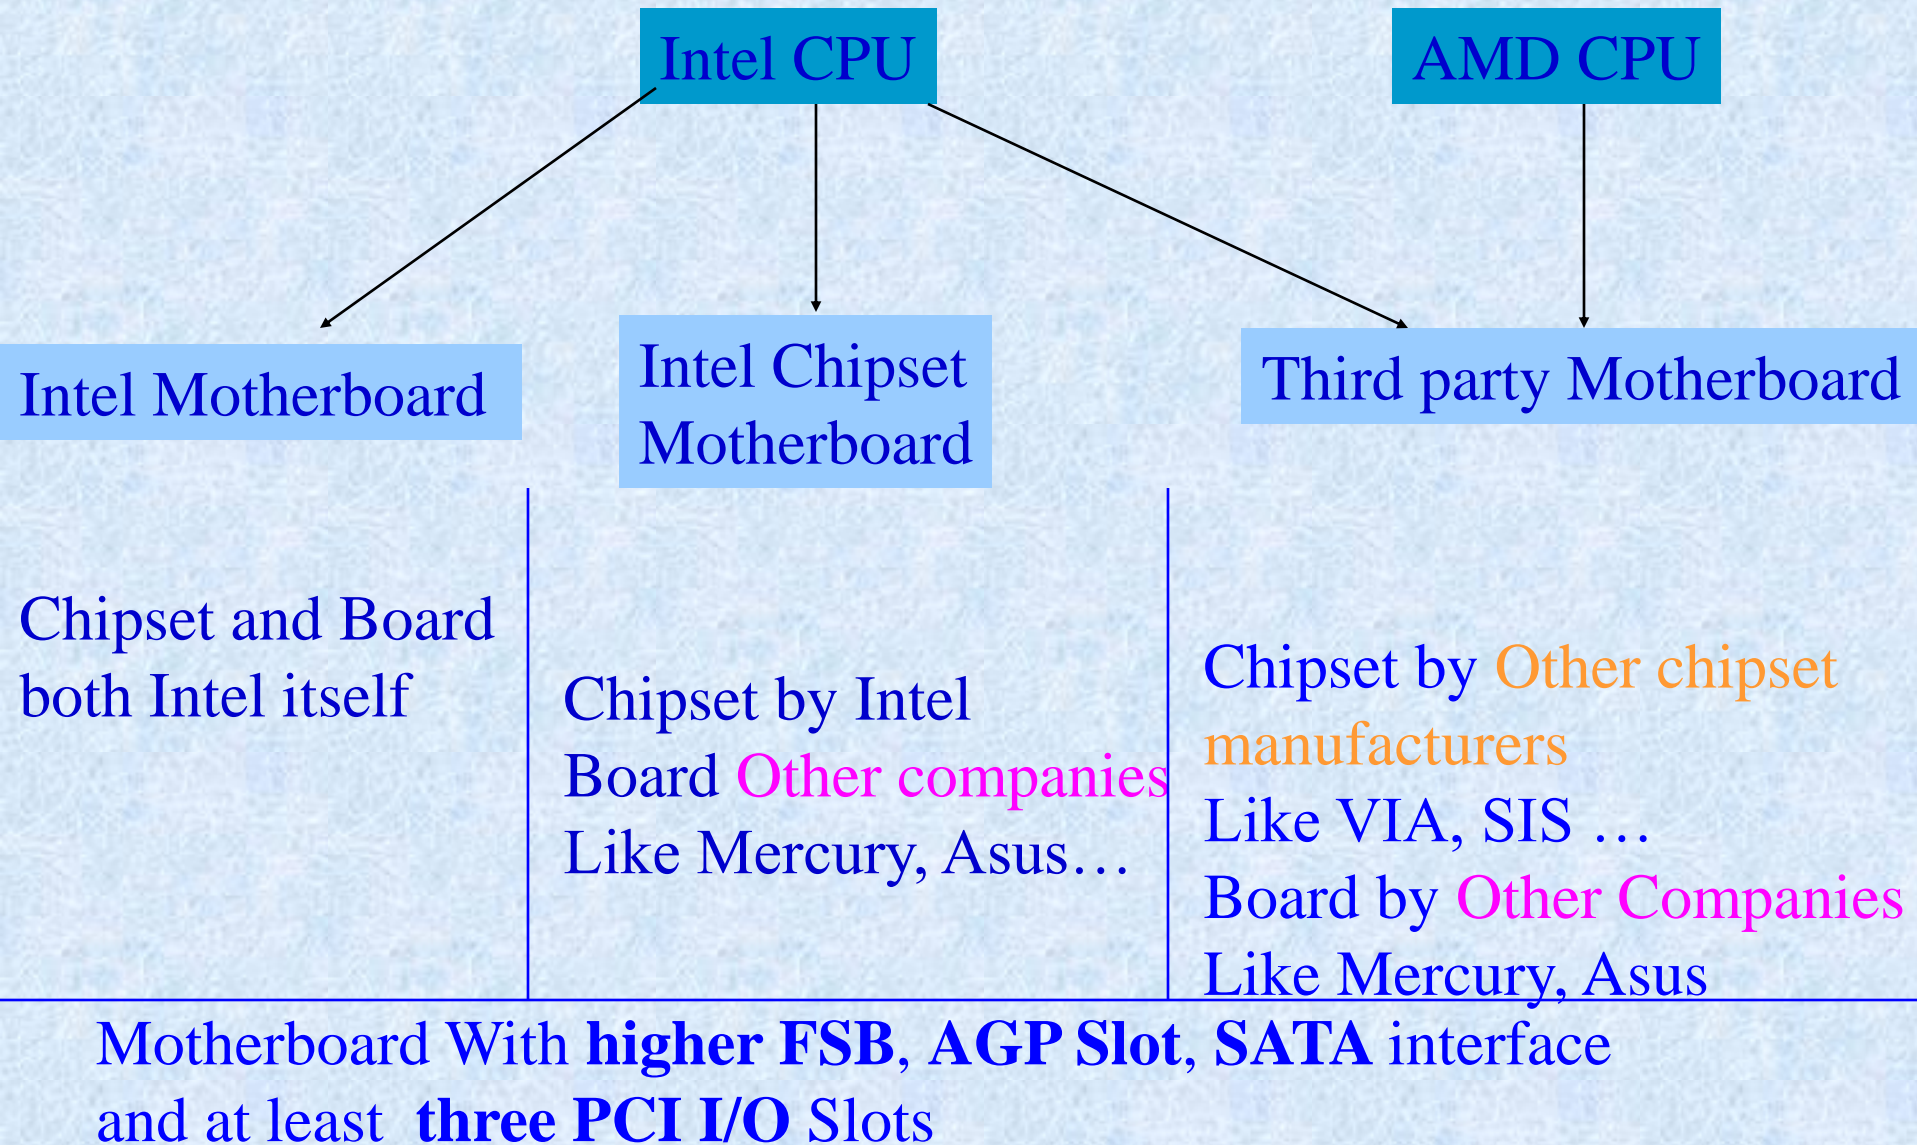 Intel CPU
AMD CPU
Intel Motherboard
Intel Chipset
Motherboard
Third party Motherboard
Chipset and Board
both Intel itself
Chipset by Intel
Board Other companies
Like Mercury, Asus…
Chipset by Other chipset
manufacturers
Like VIA, SIS …
Board by Other Companies
Like Mercury, Asus
Motherboard With higher FSB, AGP Slot, SATA interface
and at least three PCI I/O Slots